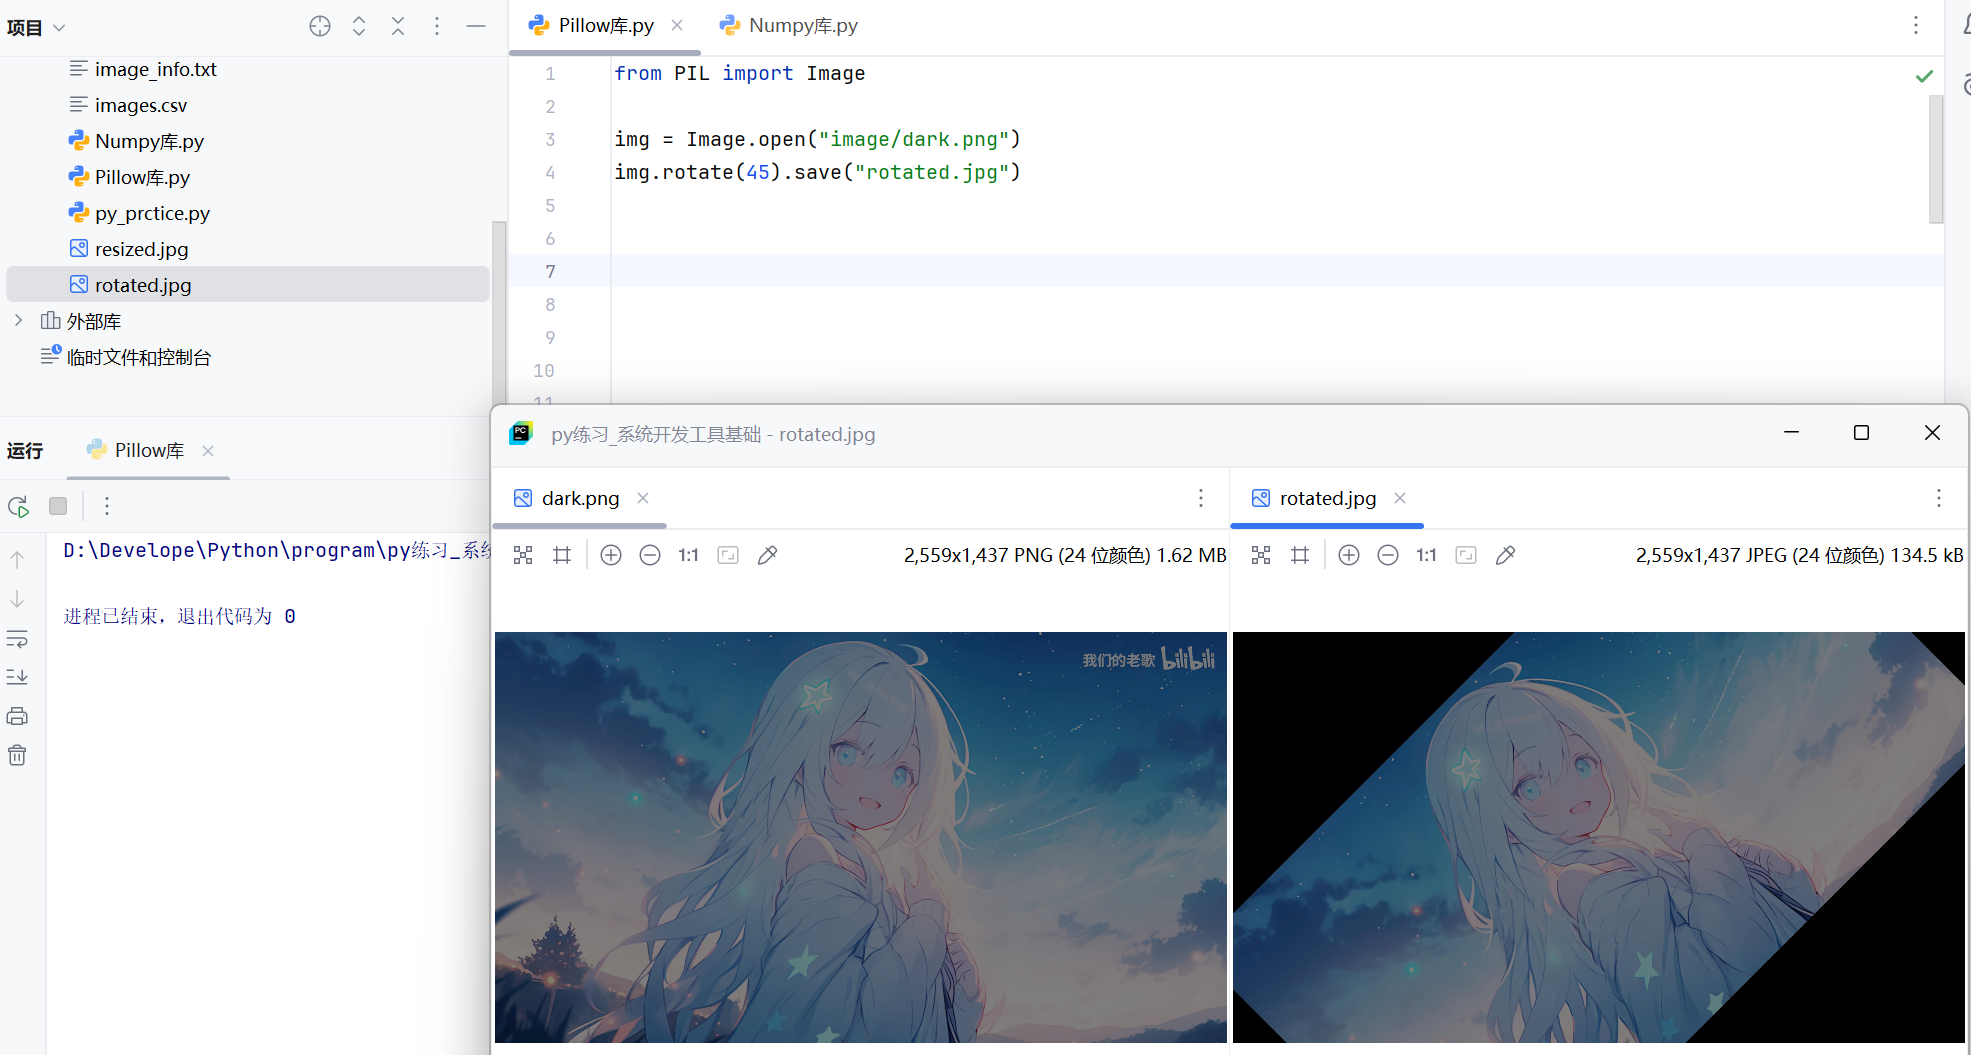 项目
image_info.txt
images.csv
Numpy库.py
Pillow库.py
py_prctice.py
resized.jpg
rotated.jpg
外部库
临时文件和控制台
Pillow库.py
Numpy库.py
1 from PIL import Image
2
3 img = Image.open("image/dark.png")
4 img.rotate(45).save("rotated.jpg")
5
6
7
8
9
10
11
运行
Pillow库
D:\Develope\Python\program\py练习_系
进程已结束，退出代码为 0
PC
py练习_系统开发工具基础 - rotated.jpg
dark.png
1:1
2,559x1,437 PNG (24 位颜色) 1.62 MB
rotated.jpg
1:1
2,559x1,437 JPEG (24 位颜色) 134.5 kB
我们的老歌 bilibili